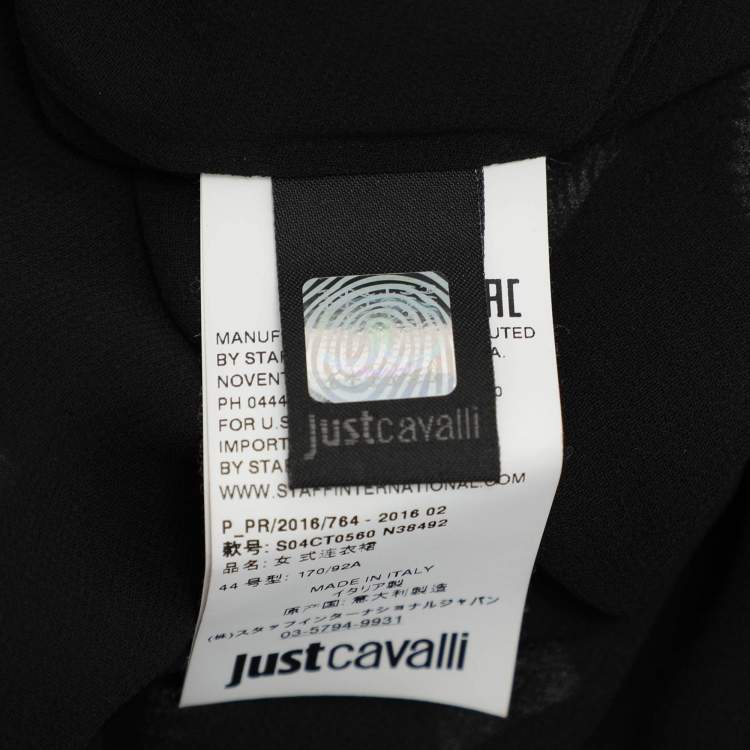 AC
MANUF UTED
BY STAF A.
NOVENT
PH 0444 0
FOR U.S
IMPORT
BY STAF
WWW.STAFFINTERNATIONAL.COM
justcavalli
P_PR/2016/764 - 2016 02
款号: S04CT0560 N38492
品名: 女 式连衣裙
44 号型: 170/92A
MADE IN ITALY
イタリア製
原产国: 意大利製造
(株)スタッフインターナショナルジャパン
03-5794-9931
justcavalli